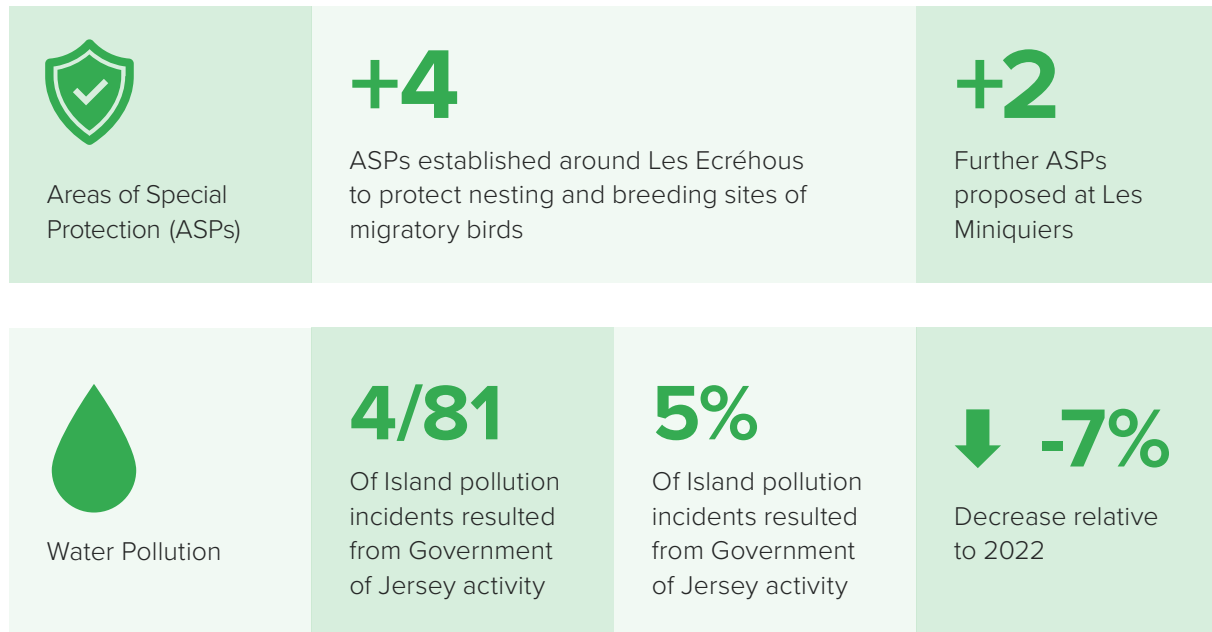 Areas of Special
Protection (ASPs)
+4
ASPs established around Les Ecréhous
to protect nesting and breeding sites of
migratory birds
+2
Further ASPs
proposed at Les
Miniquiers
Water Pollution
4/81
Of Island pollution
incidents resulted
from Government
of Jersey activity
5%
Of Island pollution
incidents resulted
from Government
of Jersey activity
-7%
Decrease relative
to 2022